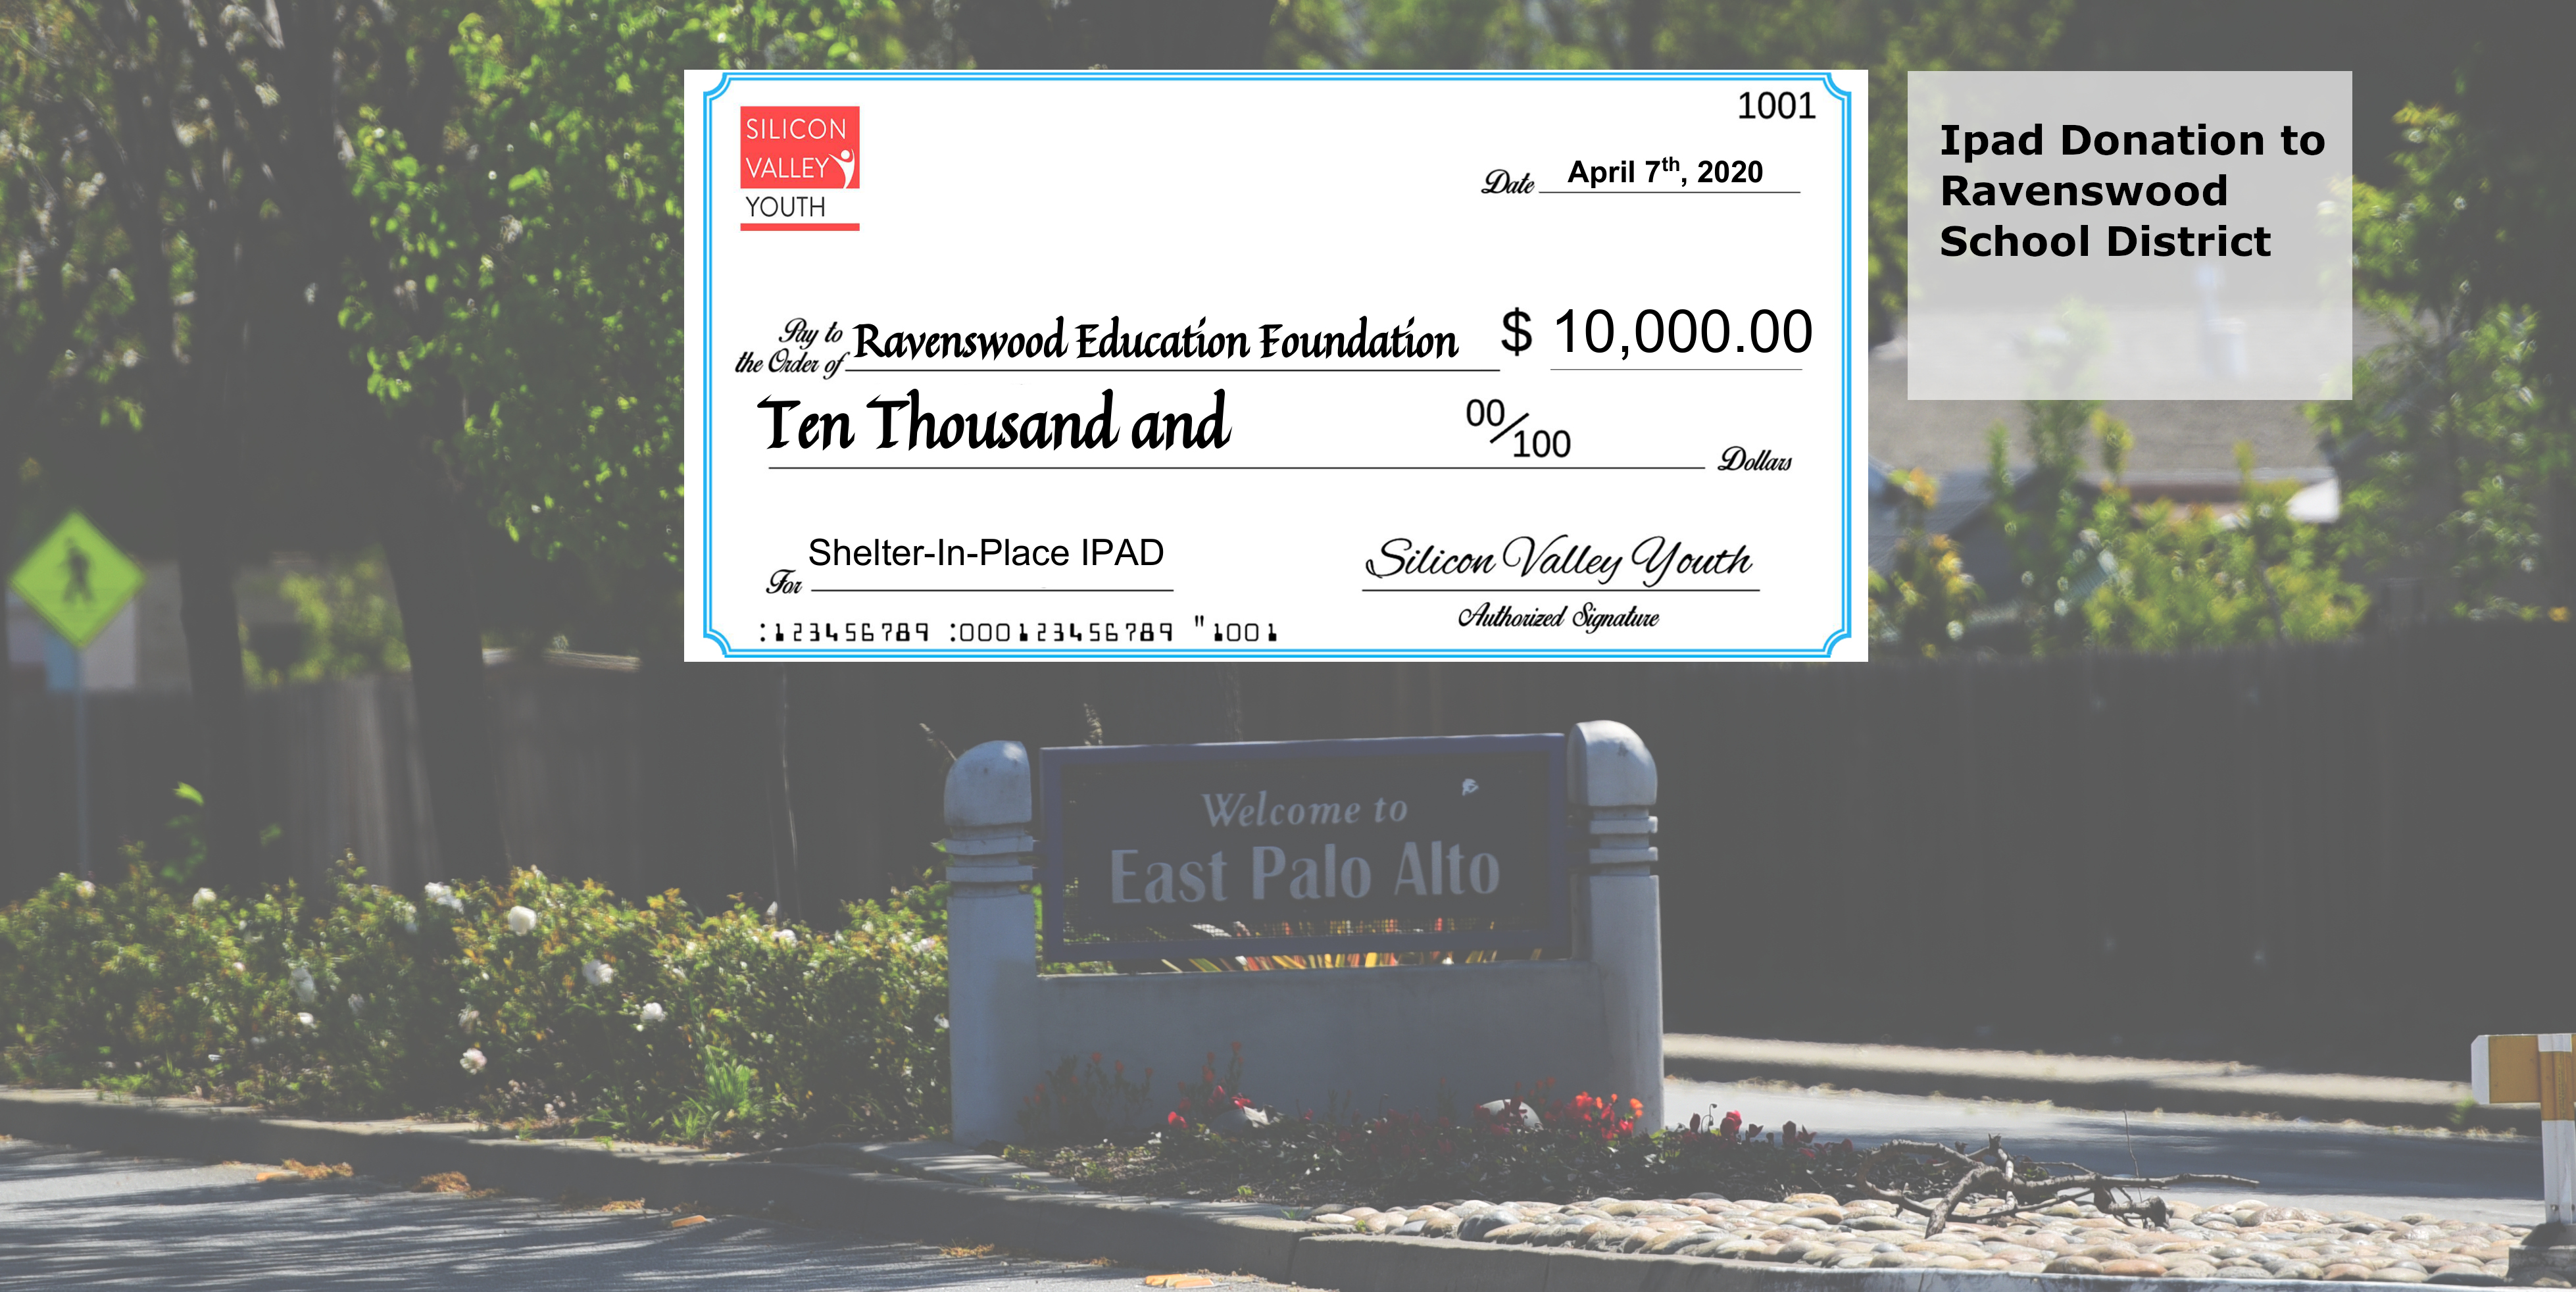 SILICON
VALLEY
YOUTH
1001
Date April 7th, 2020
Pay to
the Order of Ravenswood Education Foundation $ 10,000.00
Ten Thousand and 00/100 Dollars
For Shelter-In-Place IPAD
Silicon Valley Youth
Authorized Signature
:123456789 :000123456789 "1001
Ipad Donation to
Ravenswood
School District
Welcome to
East Palo Alto